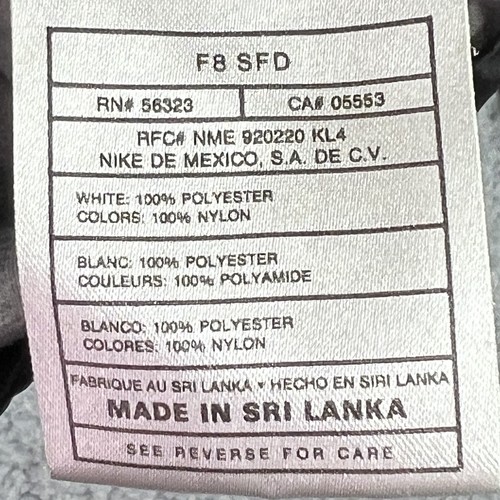 F8 SFD
RN# 56323 CA# 05553
RFC# NME 920220 KL4
NIKE DE MEXICO, S.A. DE C.V.
WHITE: 100% POLYESTER
COLORS: 100% NYLON
BLANC: 100% POLYESTER
COULEURS: 100% POLYAMIDE
BLANCO: 100% POLYESTER
COLORES: 100% NYLON
FABRIQUE AU SRI LANKA • HECHO EN SIRI LANKA
MADE IN SRI LANKA
SEE REVERSE FOR CARE